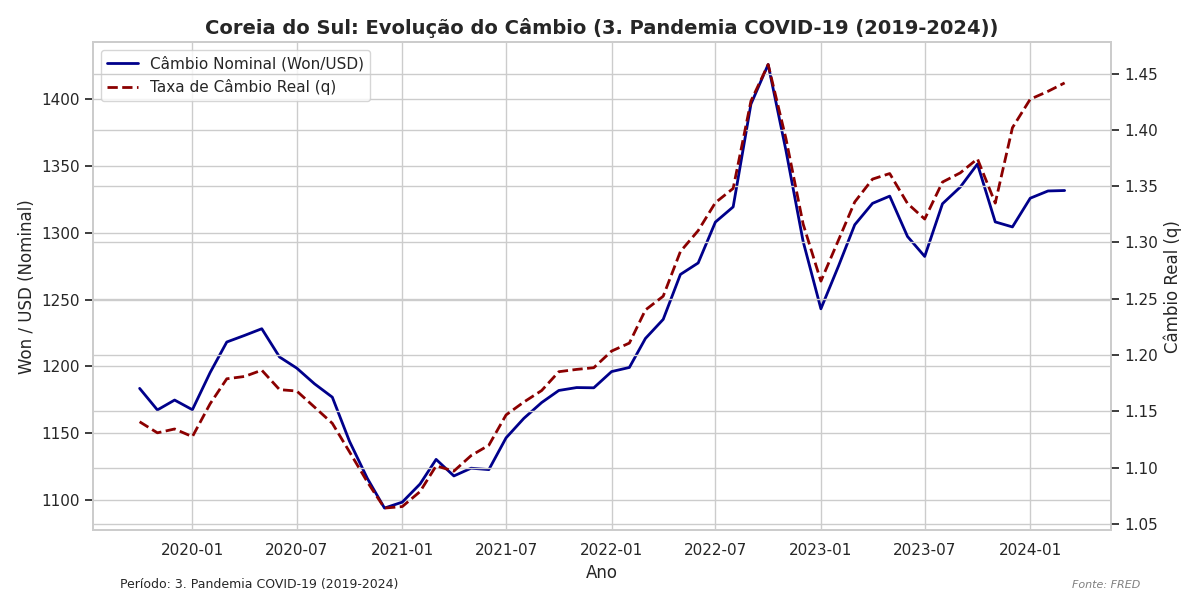 Coreia do Sul: Evolução do Câmbio (3. Pandemia COVID-19 (2019-2024))
Câmbio Nominal (Won/USD)
Taxa de Câmbio Real (q)
Won / USD (Nominal)
1400
1350
1300
1250
1200
1150
1100
1.45
1.40
1.35
1.30
1.25
1.20
1.15
1.10
1.05
Câmbio Real (q)
2020-01 2020-07 2021-01 2021-07 2022-01 2022-07 2023-01 2023-07 2024-01
Ano
Período: 3. Pandemia COVID-19 (2019-2024)
Fonte: FRED